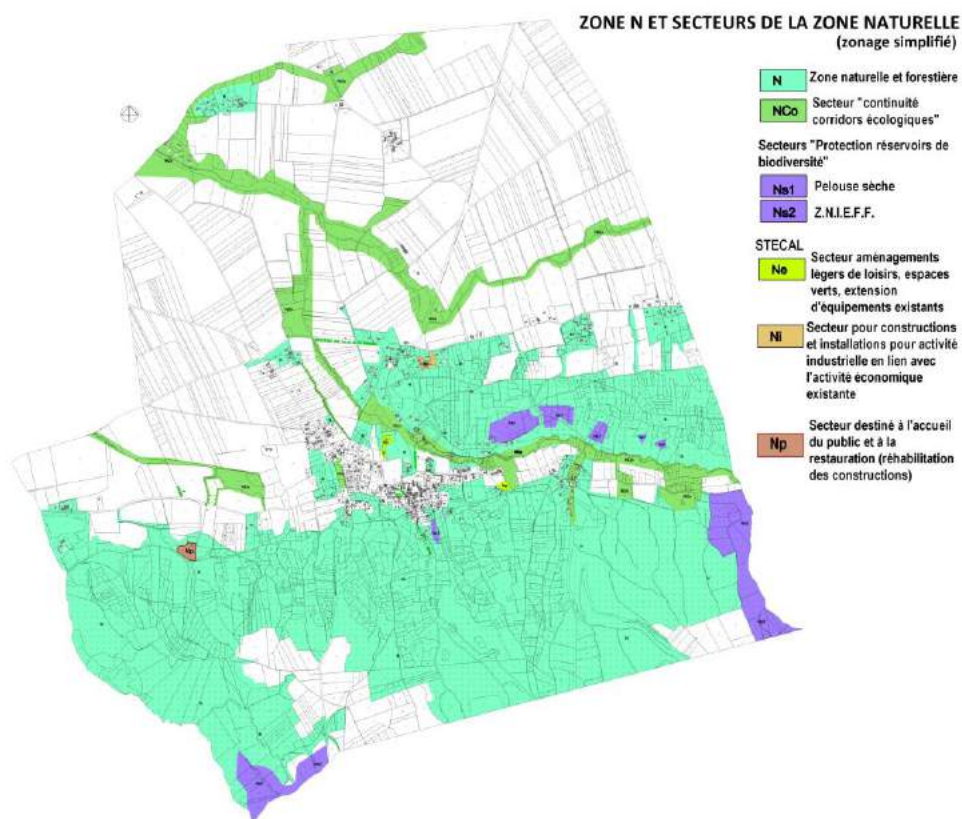 ZONE N ET SECTEURS DE LA ZONE NATURELLE
(zonage simplifié)
N Zone naturelle et forestière
NCo Secteur "continuité
corridors écologiques"
Secteurs "Protection réservoirs de
biodiversité"
Ns1 Pelouse sèche
Ns2 Z.N.I.E.F.F.
STECAL
Ne Secteur aménagements
légers de loisirs, espaces
verts, extension
d'équipements existants
Ni Secteur pour constructions
et installations pour activité
industrielle en lien avec
l'activité économique
existante
Np Secteur destiné à l'accueil
du public et à la
restauration (réhabilitation
des constructions)
Np